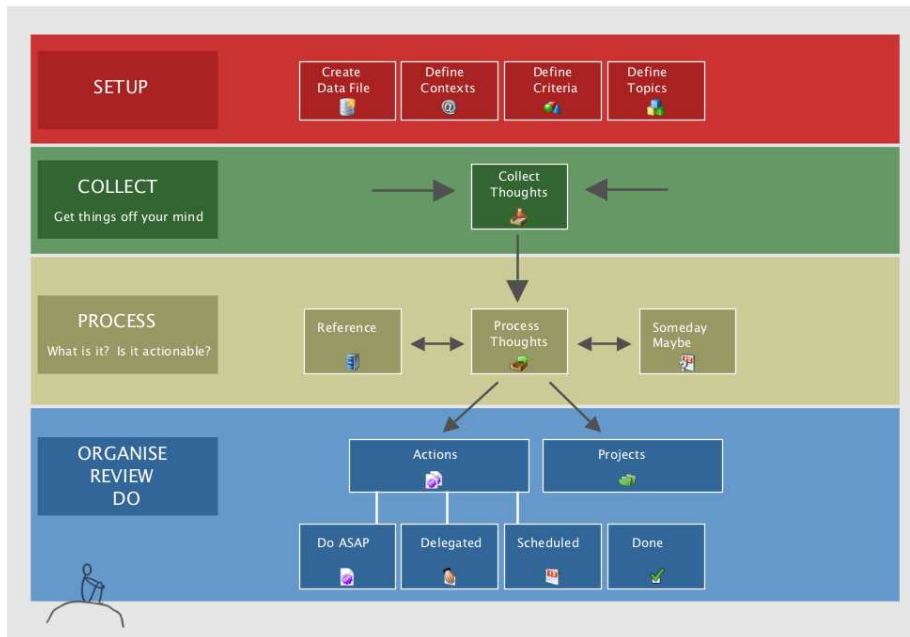 SETUP
Create
Data File
Define
Contexts
@
Define
Criteria
Define
Topics
COLLECT
Get things off your mind
Collect
Thoughts
PROCESS
What is it?  Is it actionable?
Reference
Process
Thoughts
Someday
Maybe
ORGANISE
REVIEW
DO
Actions
Projects
Do ASAP
Delegated
Scheduled
Done